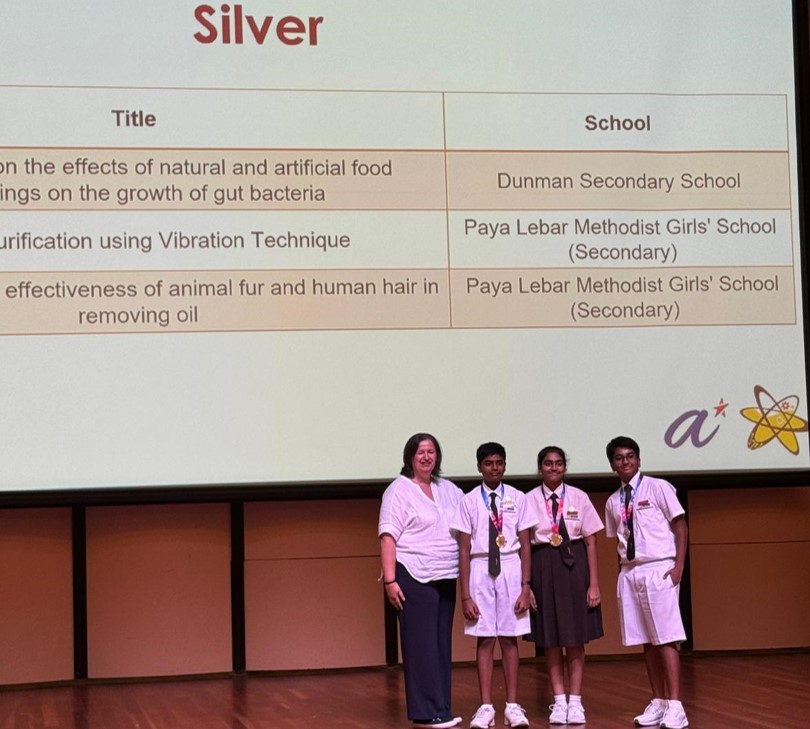 Silver
Title
School
on the effects of natural and artificial food
ings on the growth of gut bacteria
Dunman Secondary School
urification using Vibration Technique
Paya Lebar Methodist Girls' School
(Secondary)
effectiveness of animal fur and human hair in
removing oil
Paya Lebar Methodist Girls' School
(Secondary)
a